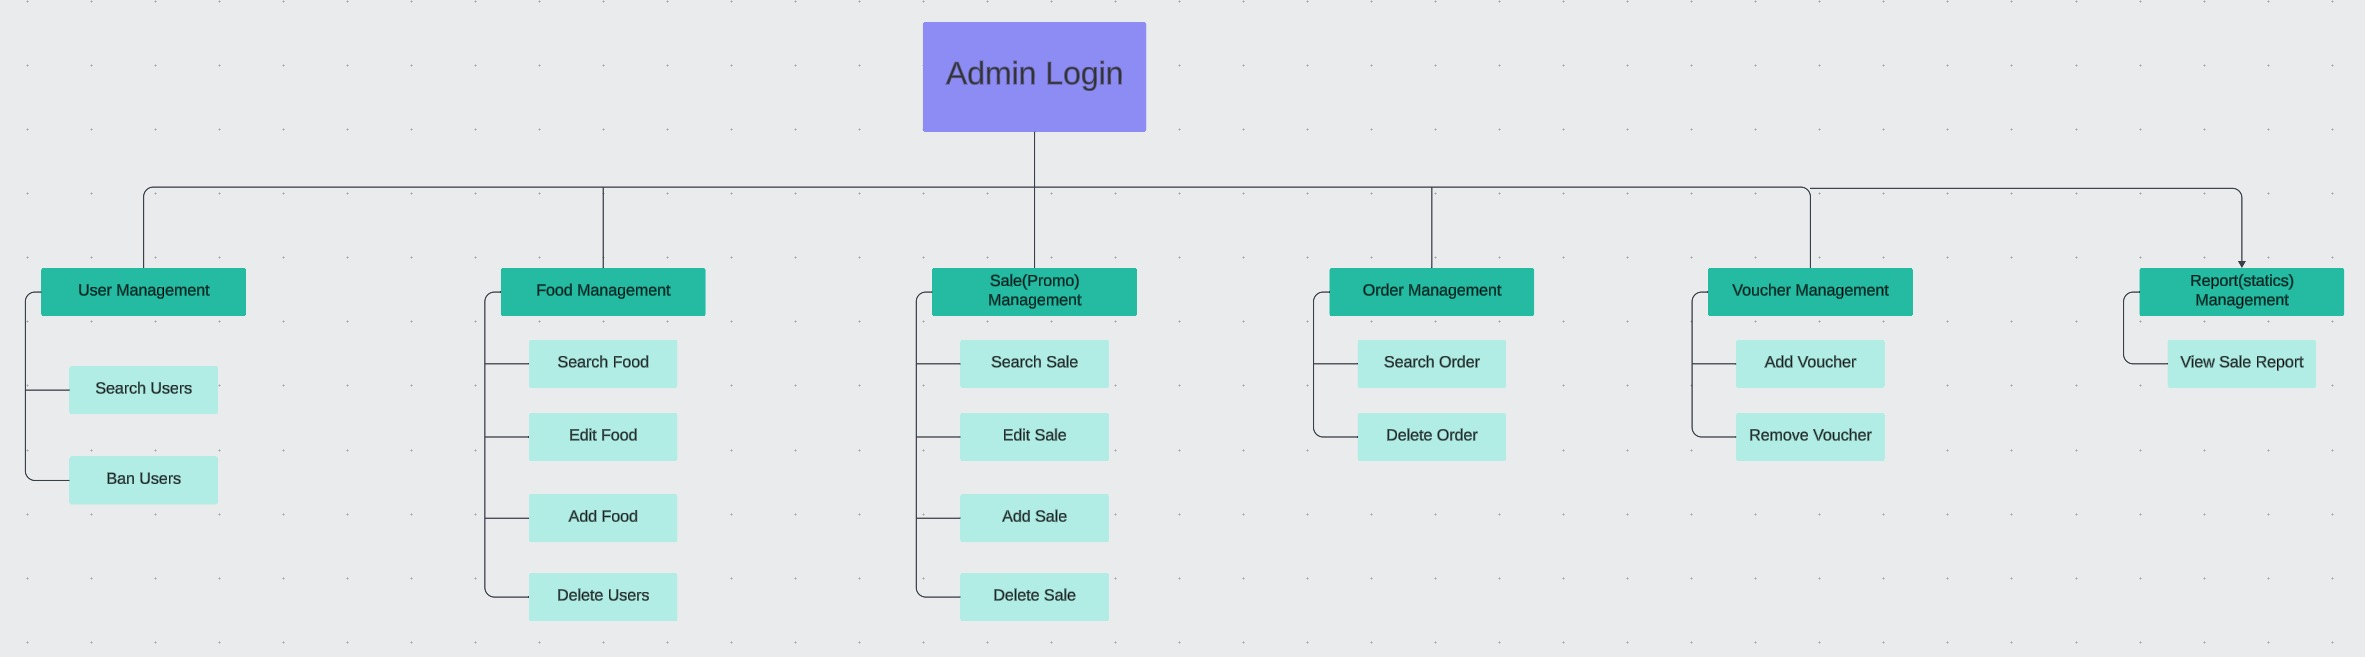 Admin Login
User Management
Food Management
Sale(Promo)
Management
Order Management
Voucher Management
Report(statics)
Management
Search Users
Ban Users
Search Food
Edit Food
Add Food
Delete Users
Search Sale
Edit Sale
Add Sale
Delete Sale
Search Order
Delete Order
Add Voucher
Remove Voucher
View Sale Report